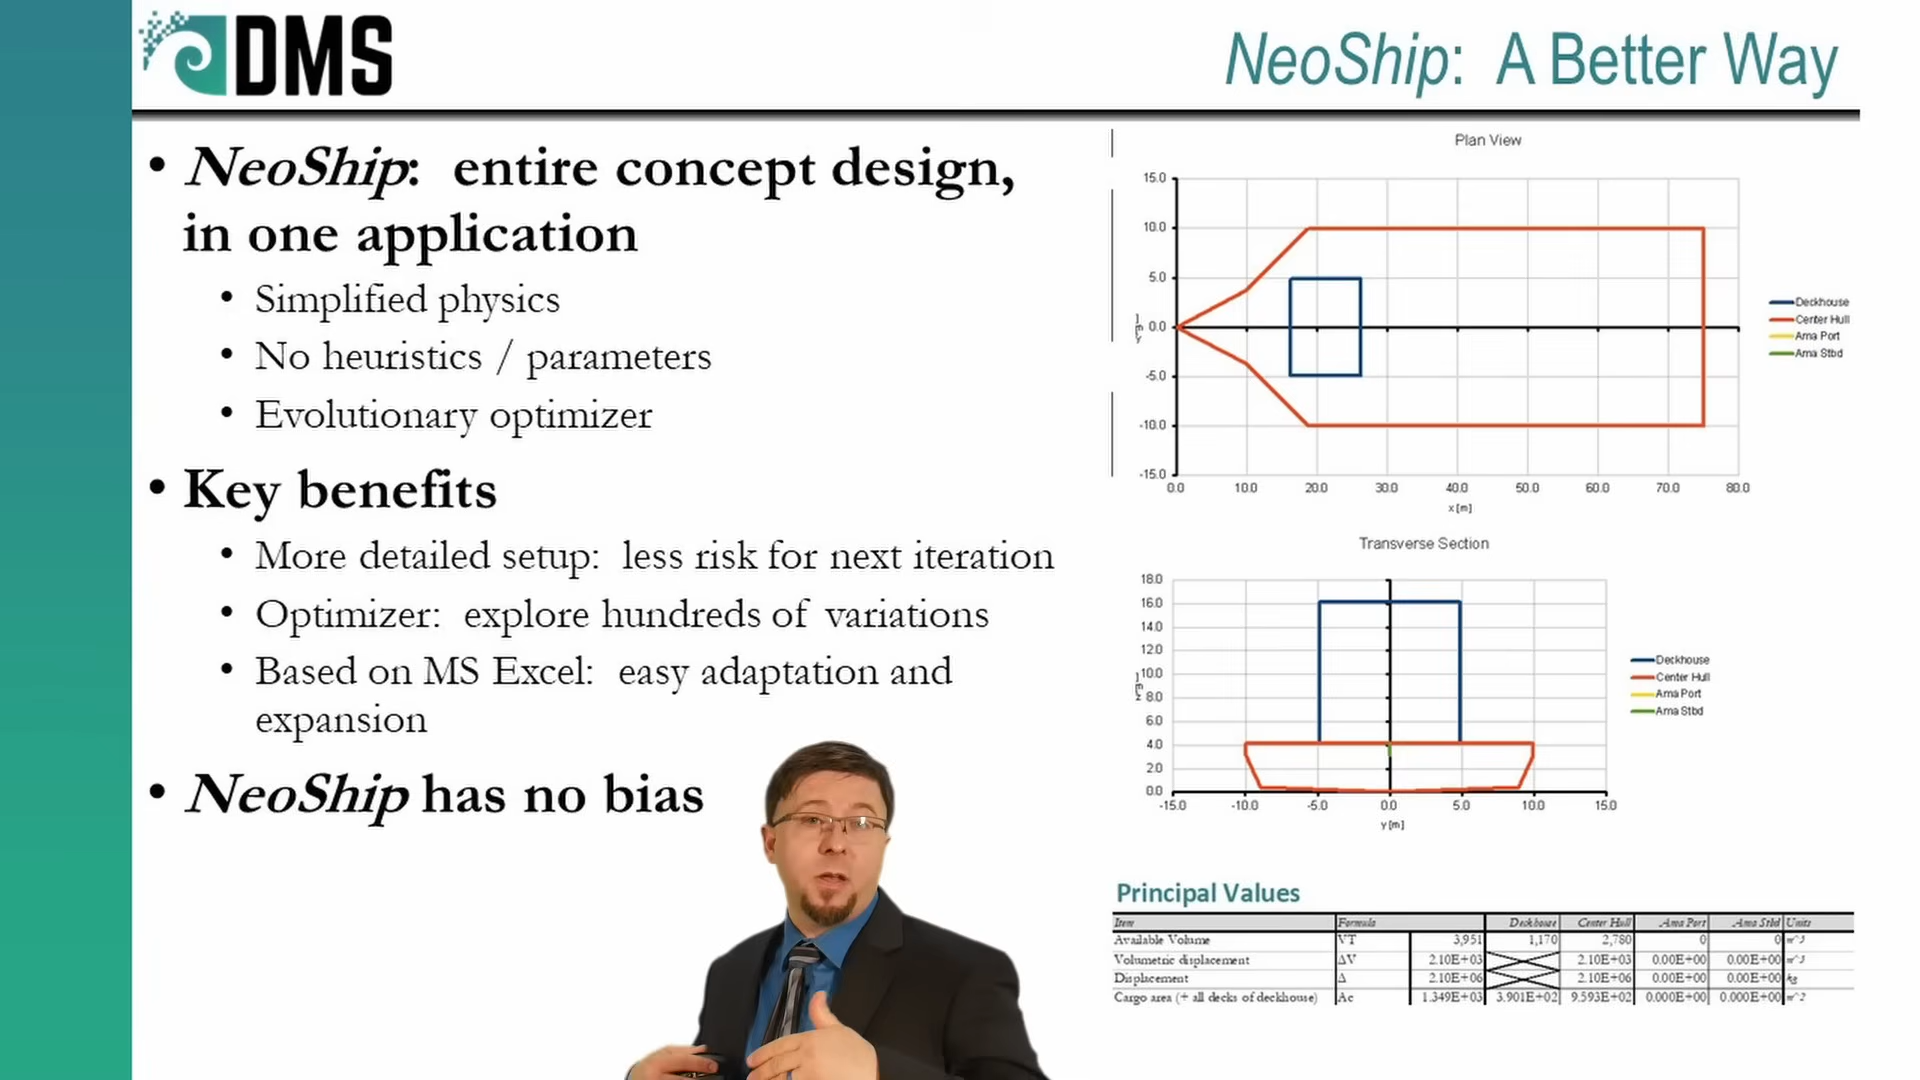 DMS
NeoShip: A Better Way
• NeoShip: entire concept design,
in one application
• Simplified physics
• No heuristics / parameters
• Evolutionary optimizer
• Key benefits
• More detailed setup: less risk for next iteration
• Optimizer: explore hundreds of variations
• Based on MS Excel: easy adaptation and
expansion
• NeoShip has no bias
Plan View
15.0
10.0
5.0
0.0
-5.0
-10.0
-15.0
0.0 10.0 20.0 30.0 40.0 50.0 60.0 70.0 80.0
x [m]
Deckhouse
Center Hull
Ama Port
Ama Stbd
Transverse Section
18.0
16.0
14.0
12.0
10.0
8.0
6.0
4.0
2.0
0.0
-15.0 -10.0 -5.0 0.0 5.0 10.0 15.0
y [m]
Deckhouse
Center Hull
Ama Port
Ama Stbd
Principal Values
Item Formula Deckhouse Center Hull Ama Port Ama Stbd Units
Available Volume VT 3,951 1,170 2,780 0 0 m^3
Volumetric displacement ΔV 2.10E+03 2.10E+03 0.00E+00 0.00E+00 m^3
Displacement Δ 2.10E+06 2.10E+06 0.00E+00 0.00E+00 kg
Cargo area (+ all decks of deckhouse) Ac 1.349E+03 3.901E+02 9.593E+02 0.000E+00 0.000E+00 m^2